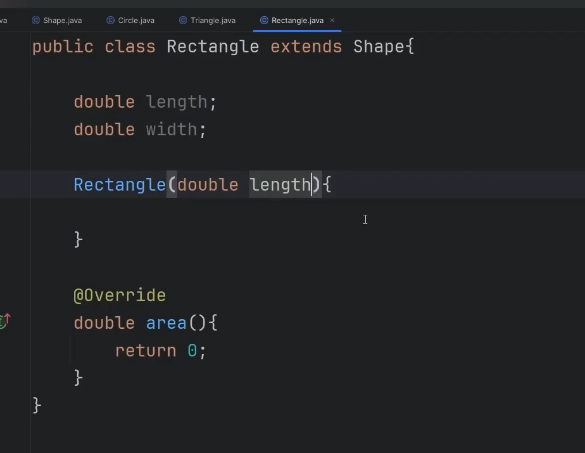 va Shape.java Circle.java Triangle.java Rectangle.java ×
public class Rectangle extends Shape{
double length;
double width;
Rectangle(double length){
}
@Override
double area(){
return 0;
}
}